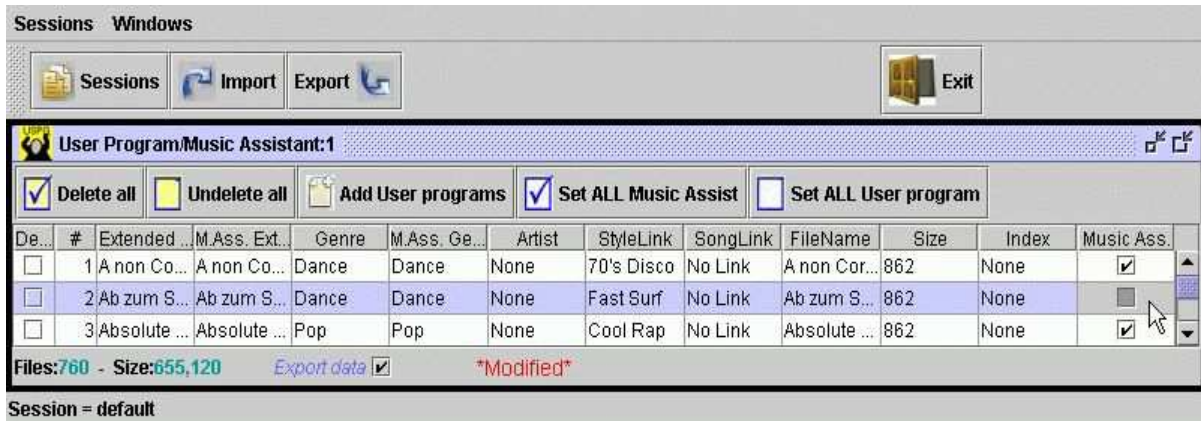 Sessions Windows
Sessions Import Export Exit
USPG
User Program/Music Assistant:1
Delete all Undelete all Add User programs Set ALL Music Assist Set ALL User program
De... # Extended ... M.Ass. Ext... Genre M.Ass. Ge... Artist StyleLink SongLink FileName Size Index Music Ass.
1 A non Co... A non Co... Dance Dance None 70's Disco No Link A non Cor... 862 None
2 Ab zum S... Ab zum S... Dance Dance None Fast Surf No Link Ab zum S... 862 None
3 Absolute ... Absolute ... Pop Pop None Cool Rap No Link Absolute ... 862 None
Files:760 - Size:655,120 Export data *Modified*
Session = default